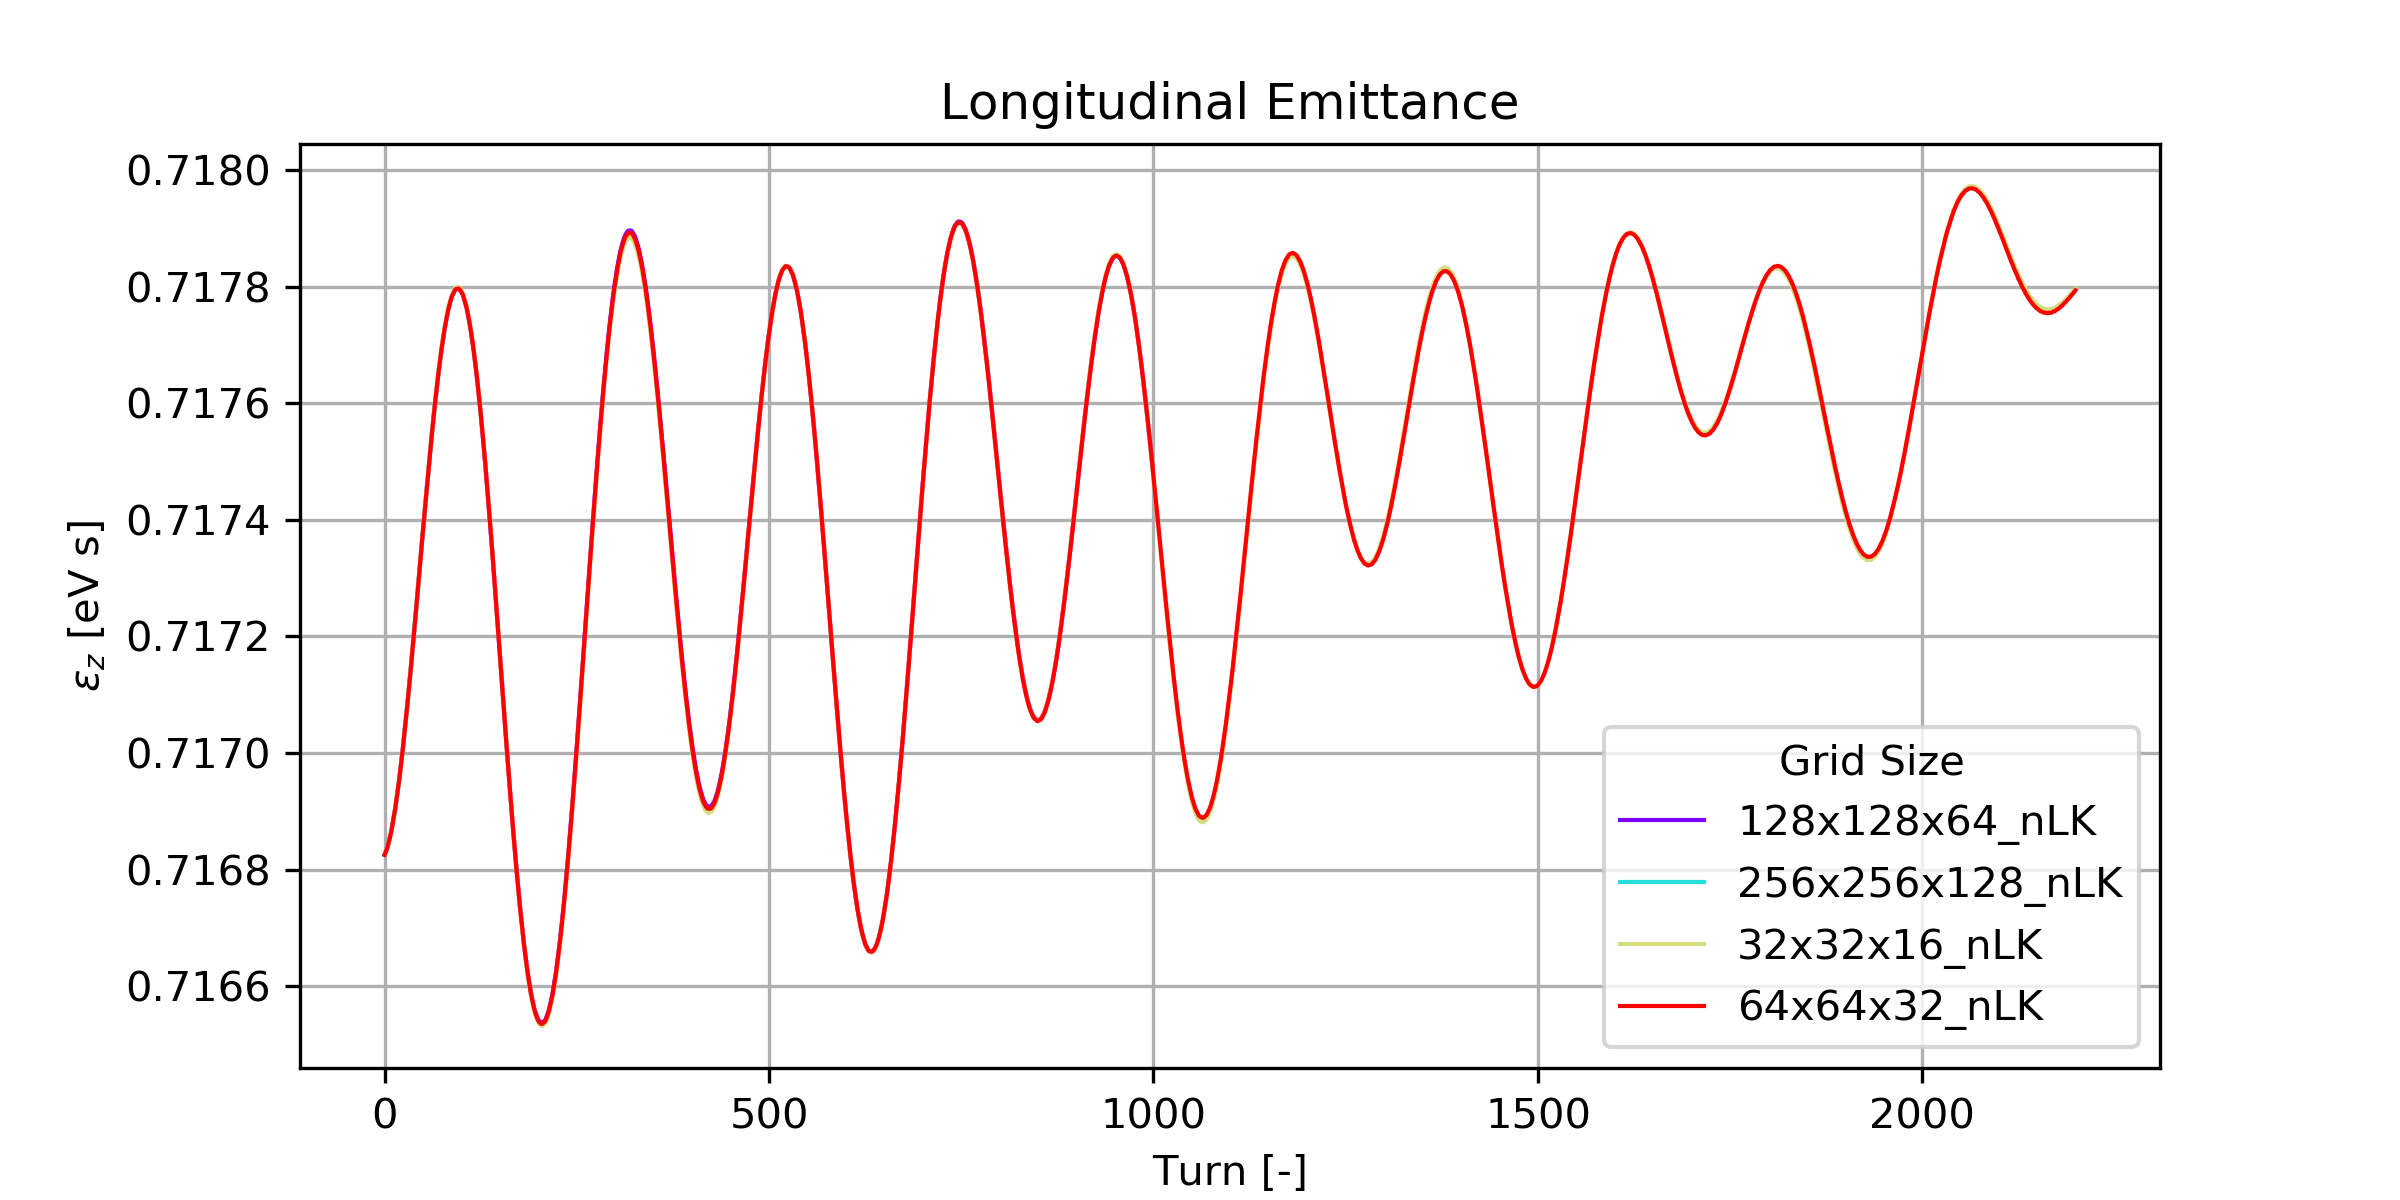 Longitudinal Emittance
0.7180
0.7178
0.7176
0.7174
0.7172
0.7170
0.7168
0.7166
ε_z [eV s]
Grid Size
128x128x64_nLK
256x256x128_nLK
32x32x16_nLK
64x64x32_nLK
0 500 1000 1500 2000
Turn [-]